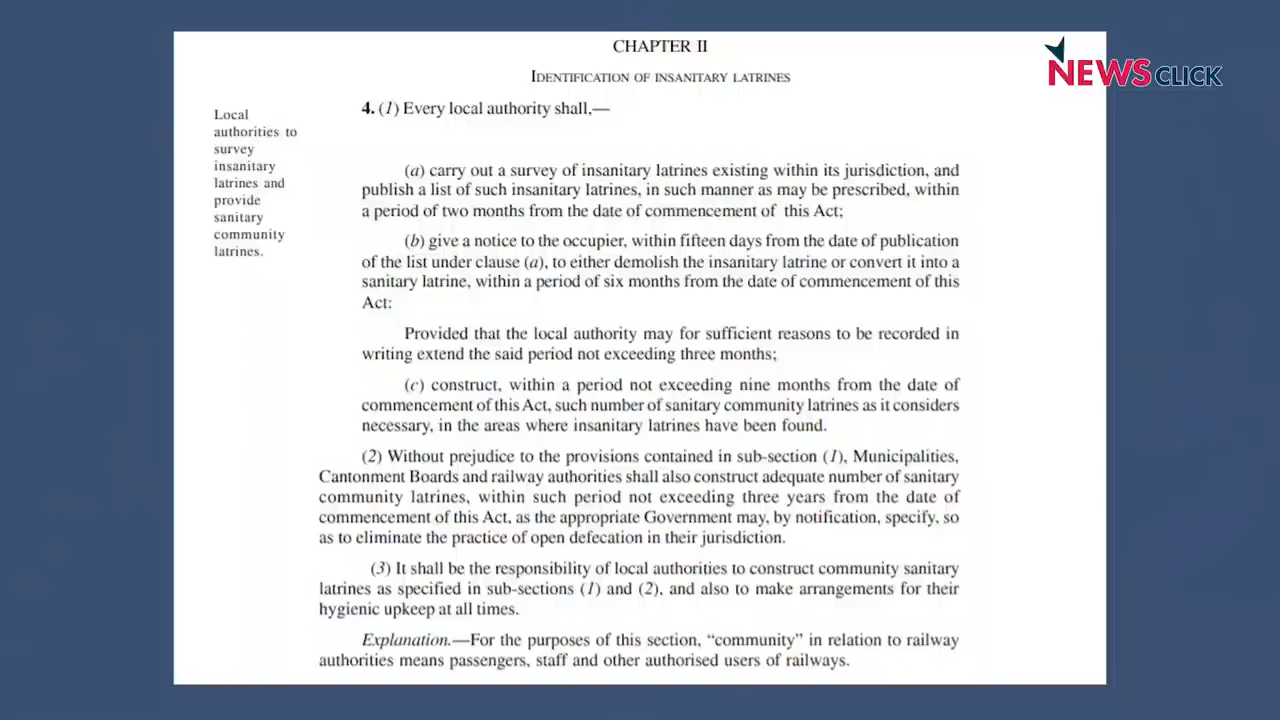 CHAPTER II
IDENTIFICATION OF INSANITARY LATRINES
NEWSCLICK
Local
authorities to
survey
insanitary
latrines and
provide
sanitary
community
latrines.
4. (1) Every local authority shall,—
(a) carry out a survey of insanitary latrines existing within its jurisdiction, and
publish a list of such insanitary latrines, in such manner as may be prescribed, within
a period of two months from the date of commencement of this Act;
(b) give a notice to the occupier, within fifteen days from the date of publication
of the list under clause (a), to either demolish the insanitary latrine or convert it into a
sanitary latrine, within a period of six months from the date of commencement of this
Act:
Provided that the local authority may for sufficient reasons to be recorded in
writing extend the said period not exceeding three months;
(c) construct, within a period not exceeding nine months from the date of
commencement of this Act, such number of sanitary community latrines as it considers
necessary, in the areas where insanitary latrines have been found.
(2) Without prejudice to the provisions contained in sub-section (1), Municipalities,
Cantonment Boards and railway authorities shall also construct adequate number of sanitary
community latrines, within such period not exceeding three years from the date of
commencement of this Act, as the appropriate Government may, by notification, specify, so
as to eliminate the practice of open defecation in their jurisdiction.
(3) It shall be the responsibility of local authorities to construct community sanitary
latrines as specified in sub-sections (1) and (2), and also to make arrangements for their
hygienic upkeep at all times.
Explanation.—For the purposes of this section, “community” in relation to railway
authorities means passengers, staff and other authorised users of railways.